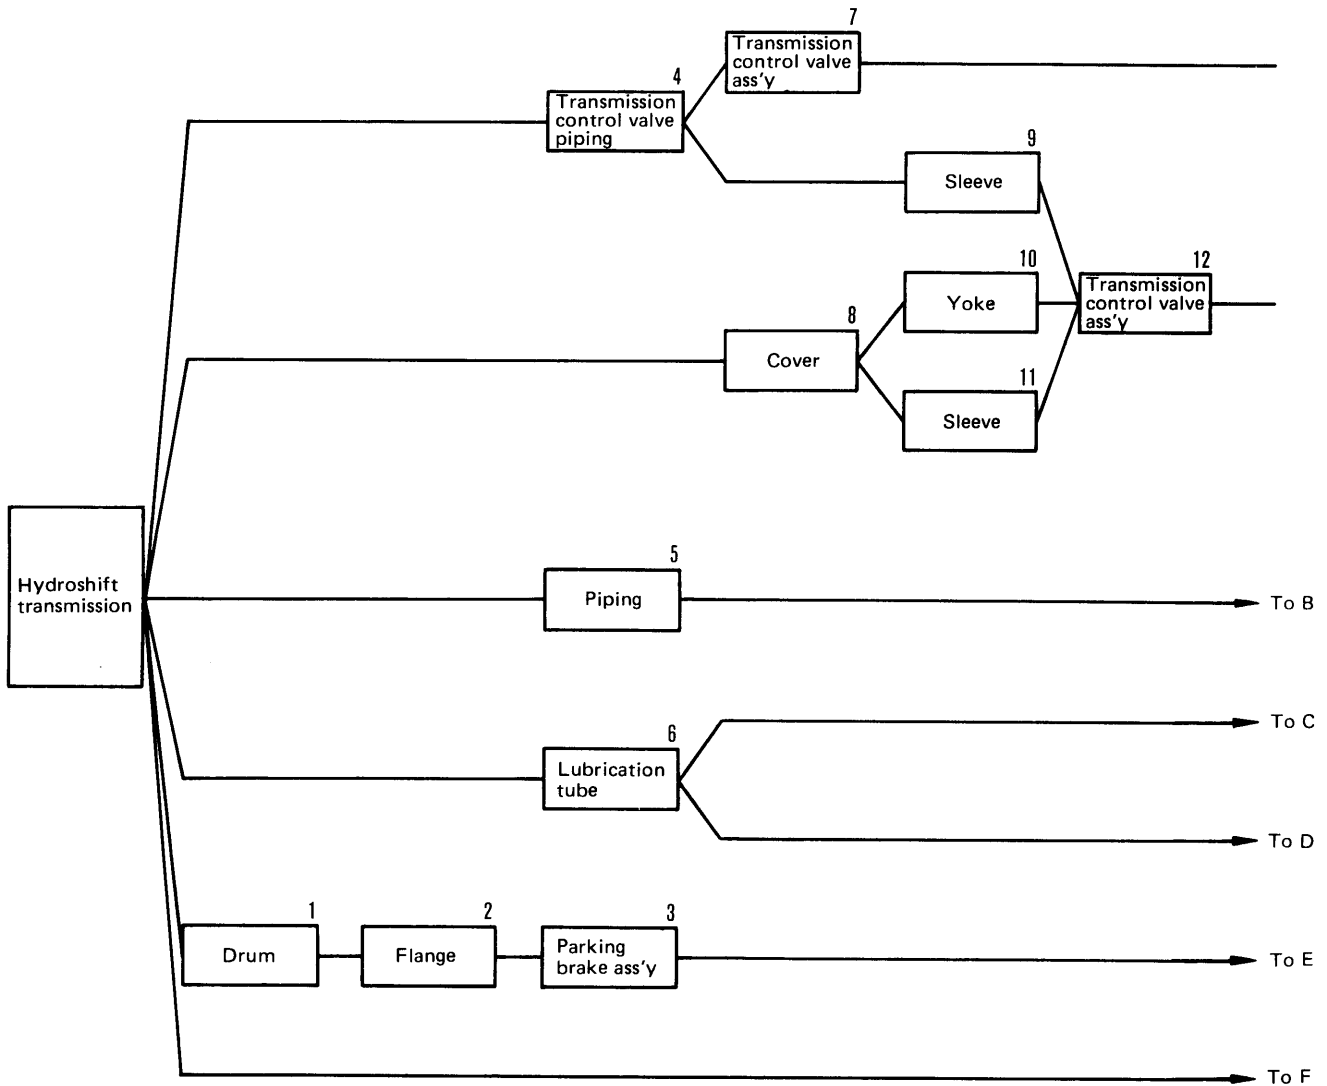 7
Transmission
control valve
ass'y
4
Transmission
control valve
piping
9
Sleeve
10
Yoke
12
Transmission
control valve
ass'y
8
Cover
11
Sleeve
Hydroshift
transmission
5
Piping
To B
To C
6
Lubrication
tube
To D
1
Drum
2
Flange
3
Parking
brake ass'y
To E
To F